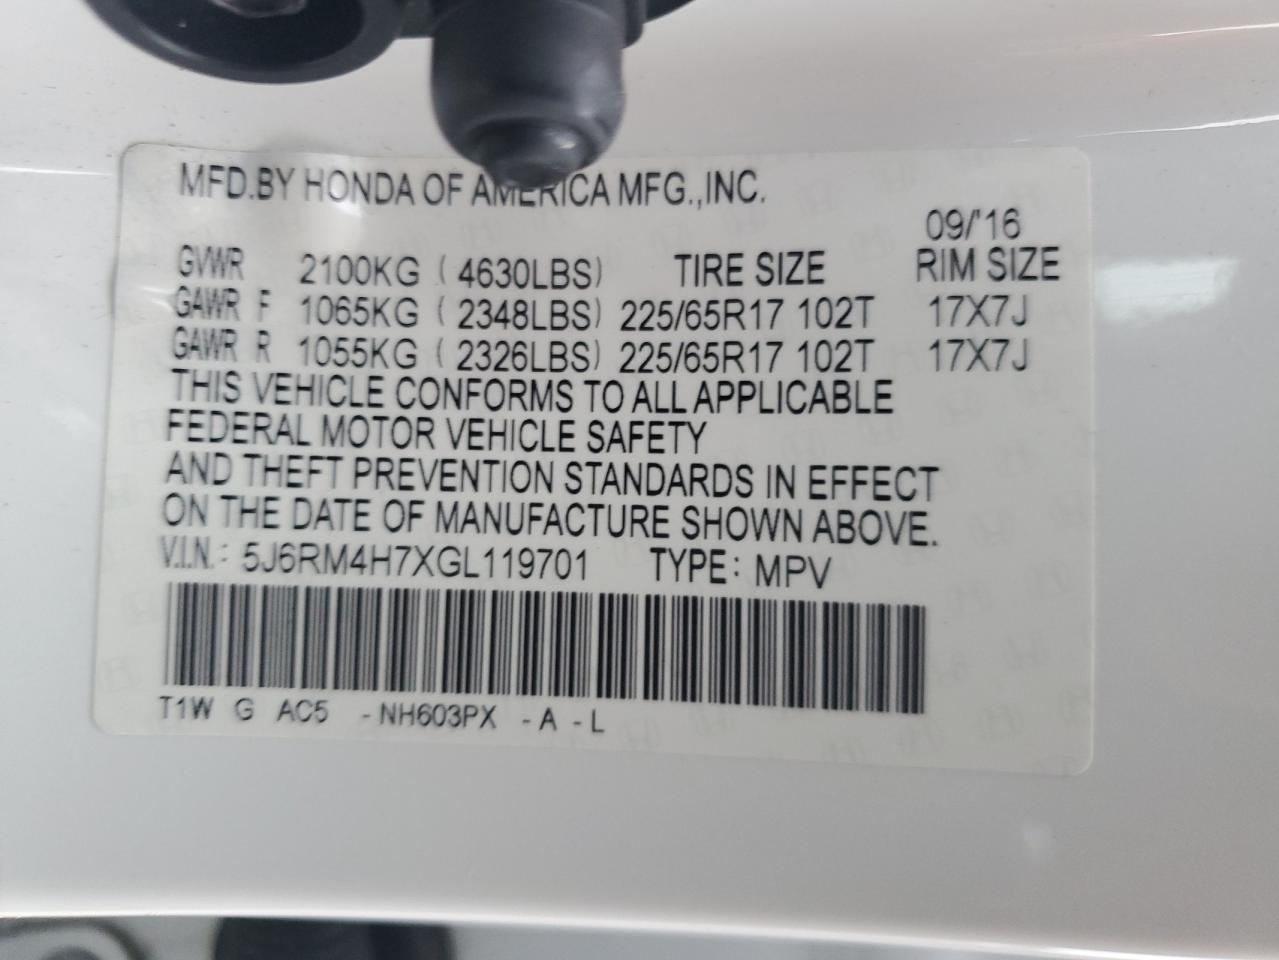 MFD.BY HONDA OF AMERICA MFG.,INC.
09/'16
GVWR 2100KG ( 4630LBS) TIRE SIZE RIM SIZE
GAWR F 1065KG ( 2348LBS) 225/65R17 102T 17X7J
GAWR R 1055KG ( 2326LBS) 225/65R17 102T 17X7J
THIS VEHICLE CONFORMS TO ALL APPLICABLE
FEDERAL MOTOR VEHICLE SAFETY
AND THEFT PREVENTION STANDARDS IN EFFECT
ON THE DATE OF MANUFACTURE SHOWN ABOVE.
V.I.N.: 5J6RM4H7XGL119701 TYPE: MPV
T1W G AC5 -NH603PX -A -L